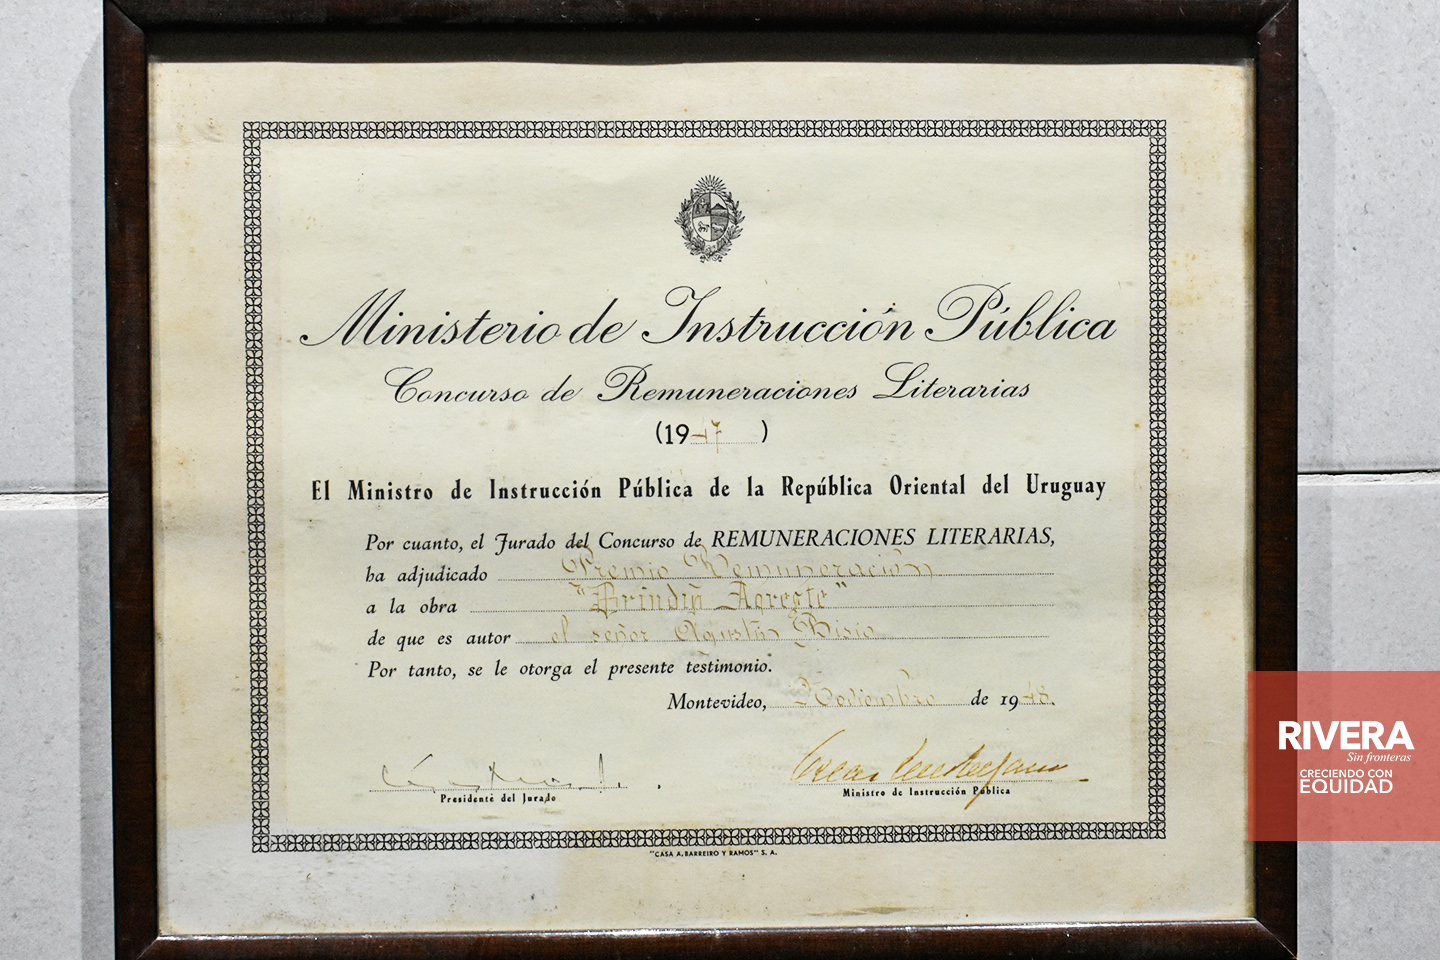 Ministerio de Instrucción Pública
Concurso de Remuneraciones Literarias
(1947)
El Ministro de Instrucción Pública de la República Oriental del Uruguay
Por cuanto, el Jurado del Concurso de REMUNERACIONES LITERARIAS,
ha adjudicado Premio Remuneración
a la obra "Brindis Agreste"
de que es autor el señor Agustín Bisio
Por tanto, se le otorga el presente testimonio.
Montevideo, Noviembre de 1948.
Presidente del Jurado
Ministro de Instrucción Pública
"CASA A. BARREIRO Y RAMOS" S. A.
RIVERA
Sin fronteras
CRECIENDO CON
EQUIDAD